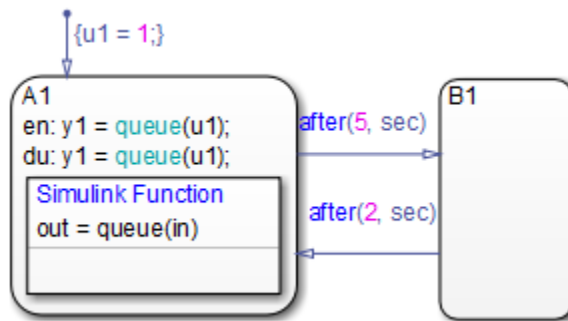 {u1 = 1;}
A1
en: y1 = queue(u1);
du: y1 = queue(u1);
Simulink Function
out = queue(in)
after(5, sec)
after(2, sec)
B1